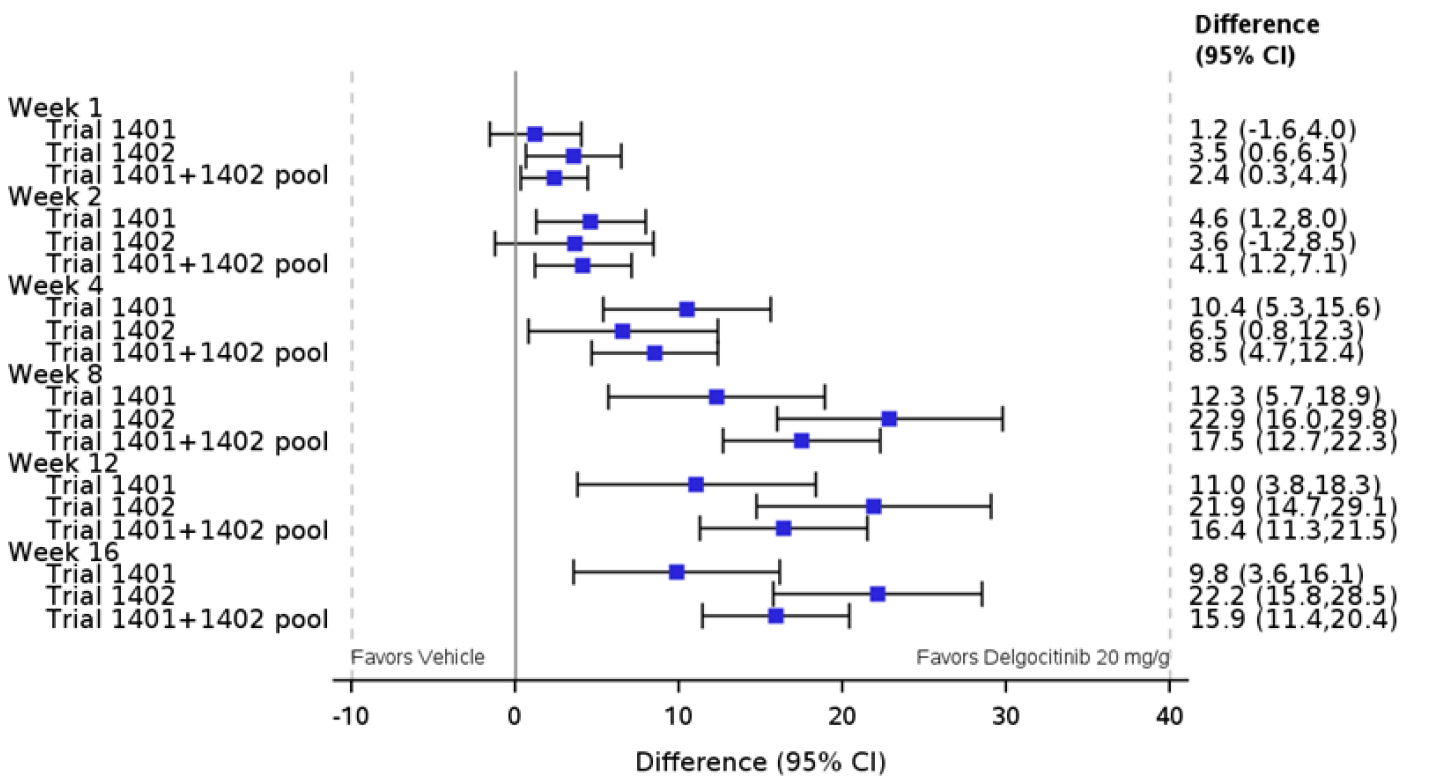 Difference
(95% CI)
Week 1
Trial 1401 1.2 (-1.6,4.0)
Trial 1402 3.5 (0.6,6.5)
Trial 1401+1402 pool 2.4 (0.3,4.4)
Week 2
Trial 1401 4.6 (1.2,8.0)
Trial 1402 3.6 (-1.2,8.5)
Trial 1401+1402 pool 4.1 (1.2,7.1)
Week 4
Trial 1401 10.4 (5.3,15.6)
Trial 1402 6.5 (0.8,12.3)
Trial 1401+1402 pool 8.5 (4.7,12.4)
Week 8
Trial 1401 12.3 (5.7,18.9)
Trial 1402 22.9 (16.0,29.8)
Trial 1401+1402 pool 17.5 (12.7,22.3)
Week 12
Trial 1401 11.0 (3.8,18.3)
Trial 1402 21.9 (14.7,29.1)
Trial 1401+1402 pool 16.4 (11.3,21.5)
Week 16
Trial 1401 9.8 (3.6,16.1)
Trial 1402 22.2 (15.8,28.5)
Trial 1401+1402 pool 15.9 (11.4,20.4)
Favors Vehicle Favors Delgocitinib 20 mg/g
-10 0 10 20 30 40
Difference (95% CI)